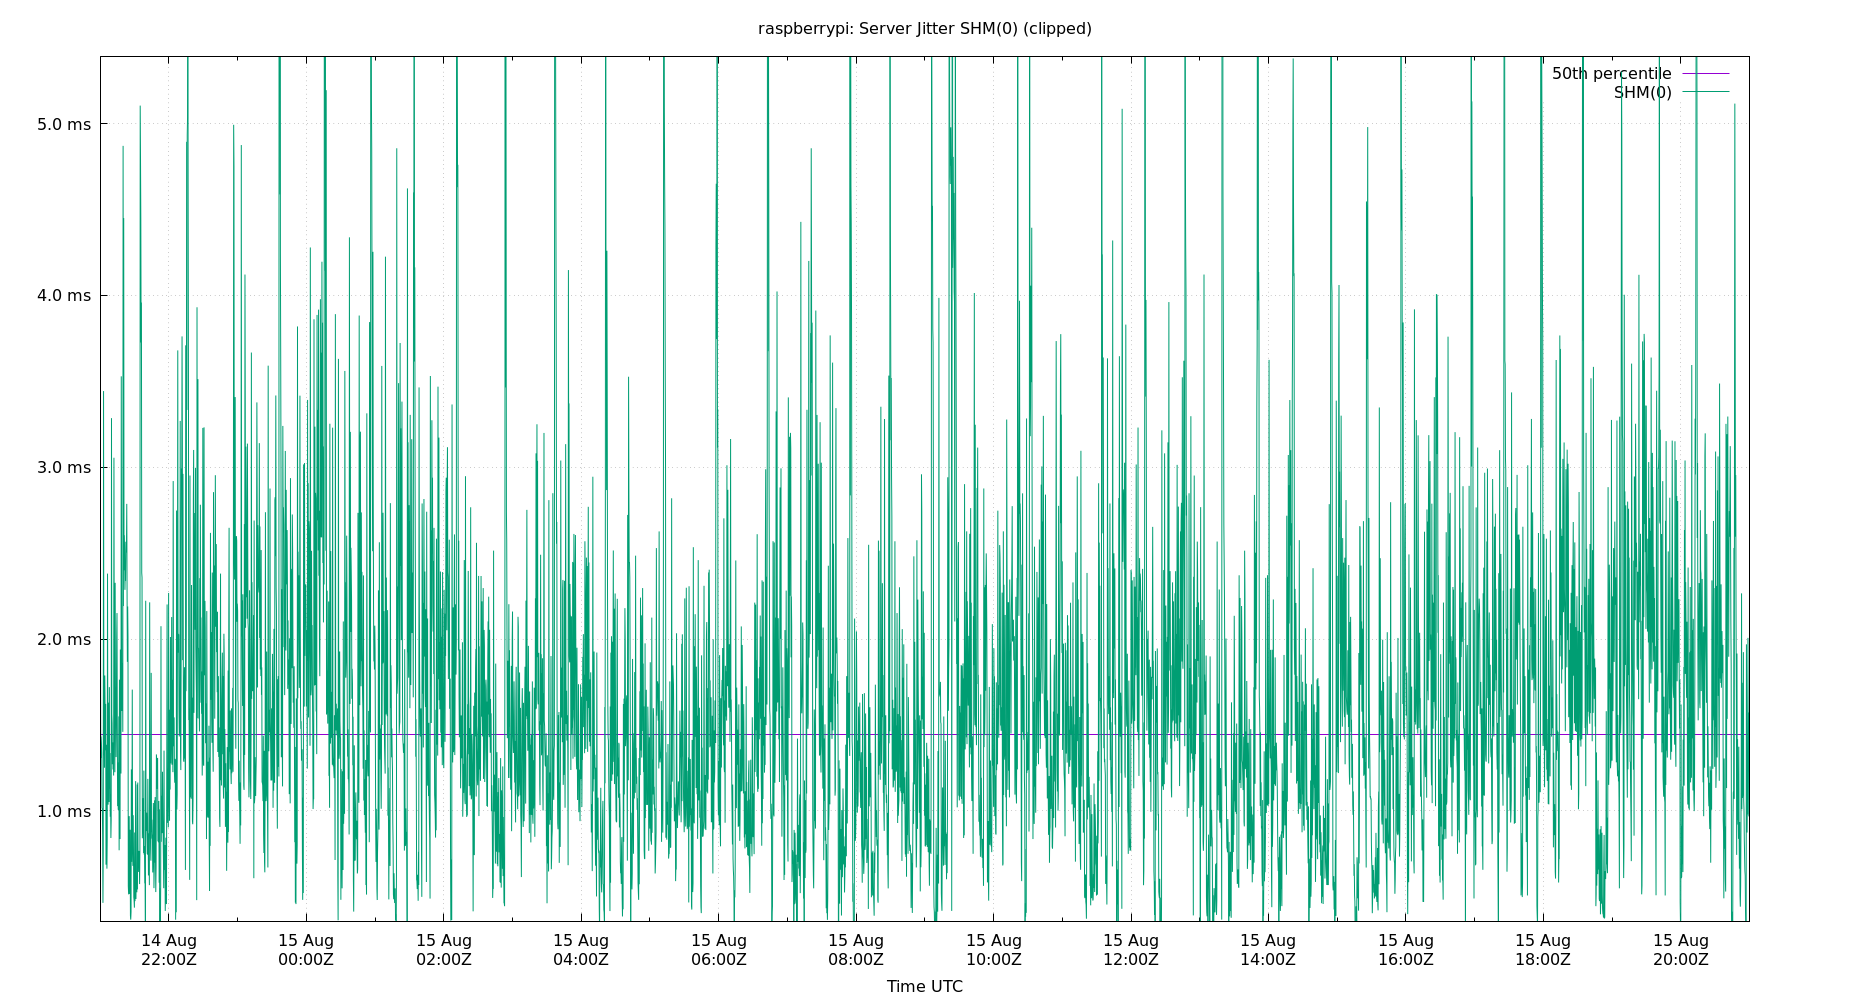 raspberrypi: Server Jitter SHM(0) (clipped)
50th percentile
SHM(0)
5.0 ms
4.0 ms
3.0 ms
2.0 ms
1.0 ms
14 Aug 15 Aug 15 Aug 15 Aug 15 Aug 15 Aug 15 Aug 15 Aug 15 Aug 15 Aug 15 Aug 15 Aug
22:00Z 00:00Z 02:00Z 04:00Z 06:00Z 08:00Z 10:00Z 12:00Z 14:00Z 16:00Z 18:00Z 20:00Z
Time UTC